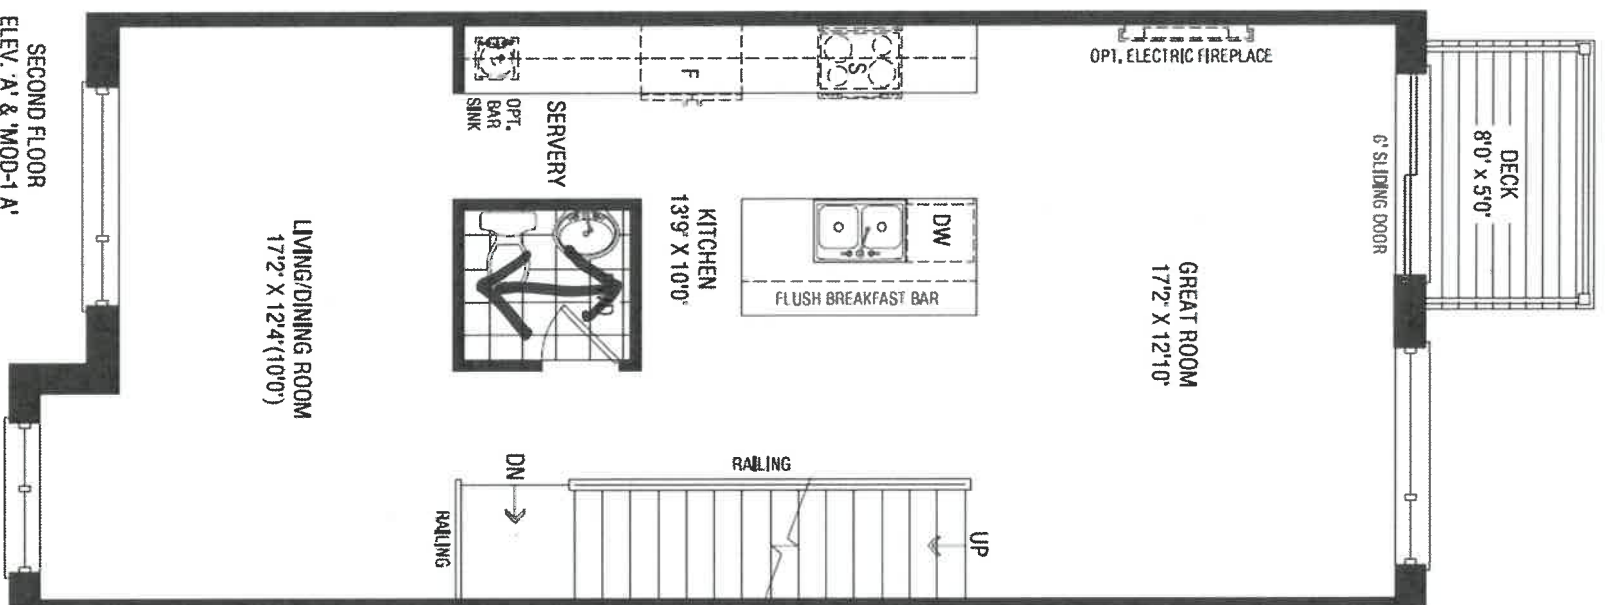 DECK
8'0" x 5'0"
6' SLIDING DOOR
OPT. ELECTRIC FIREPLACE
GREAT ROOM
17'2" X 12'10"
S
F
DW
FLUSH BREAKFAST BAR
KITCHEN
13'9" X 10'0"
SERVERY
OPT.
BAR
SINK
UP
RAILING
DN
RAILING
LIVING/DINING ROOM
17'2" X 12'4"(10'0")
SECOND FLOOR
ELEV. 'A' & 'MOD-1 A'